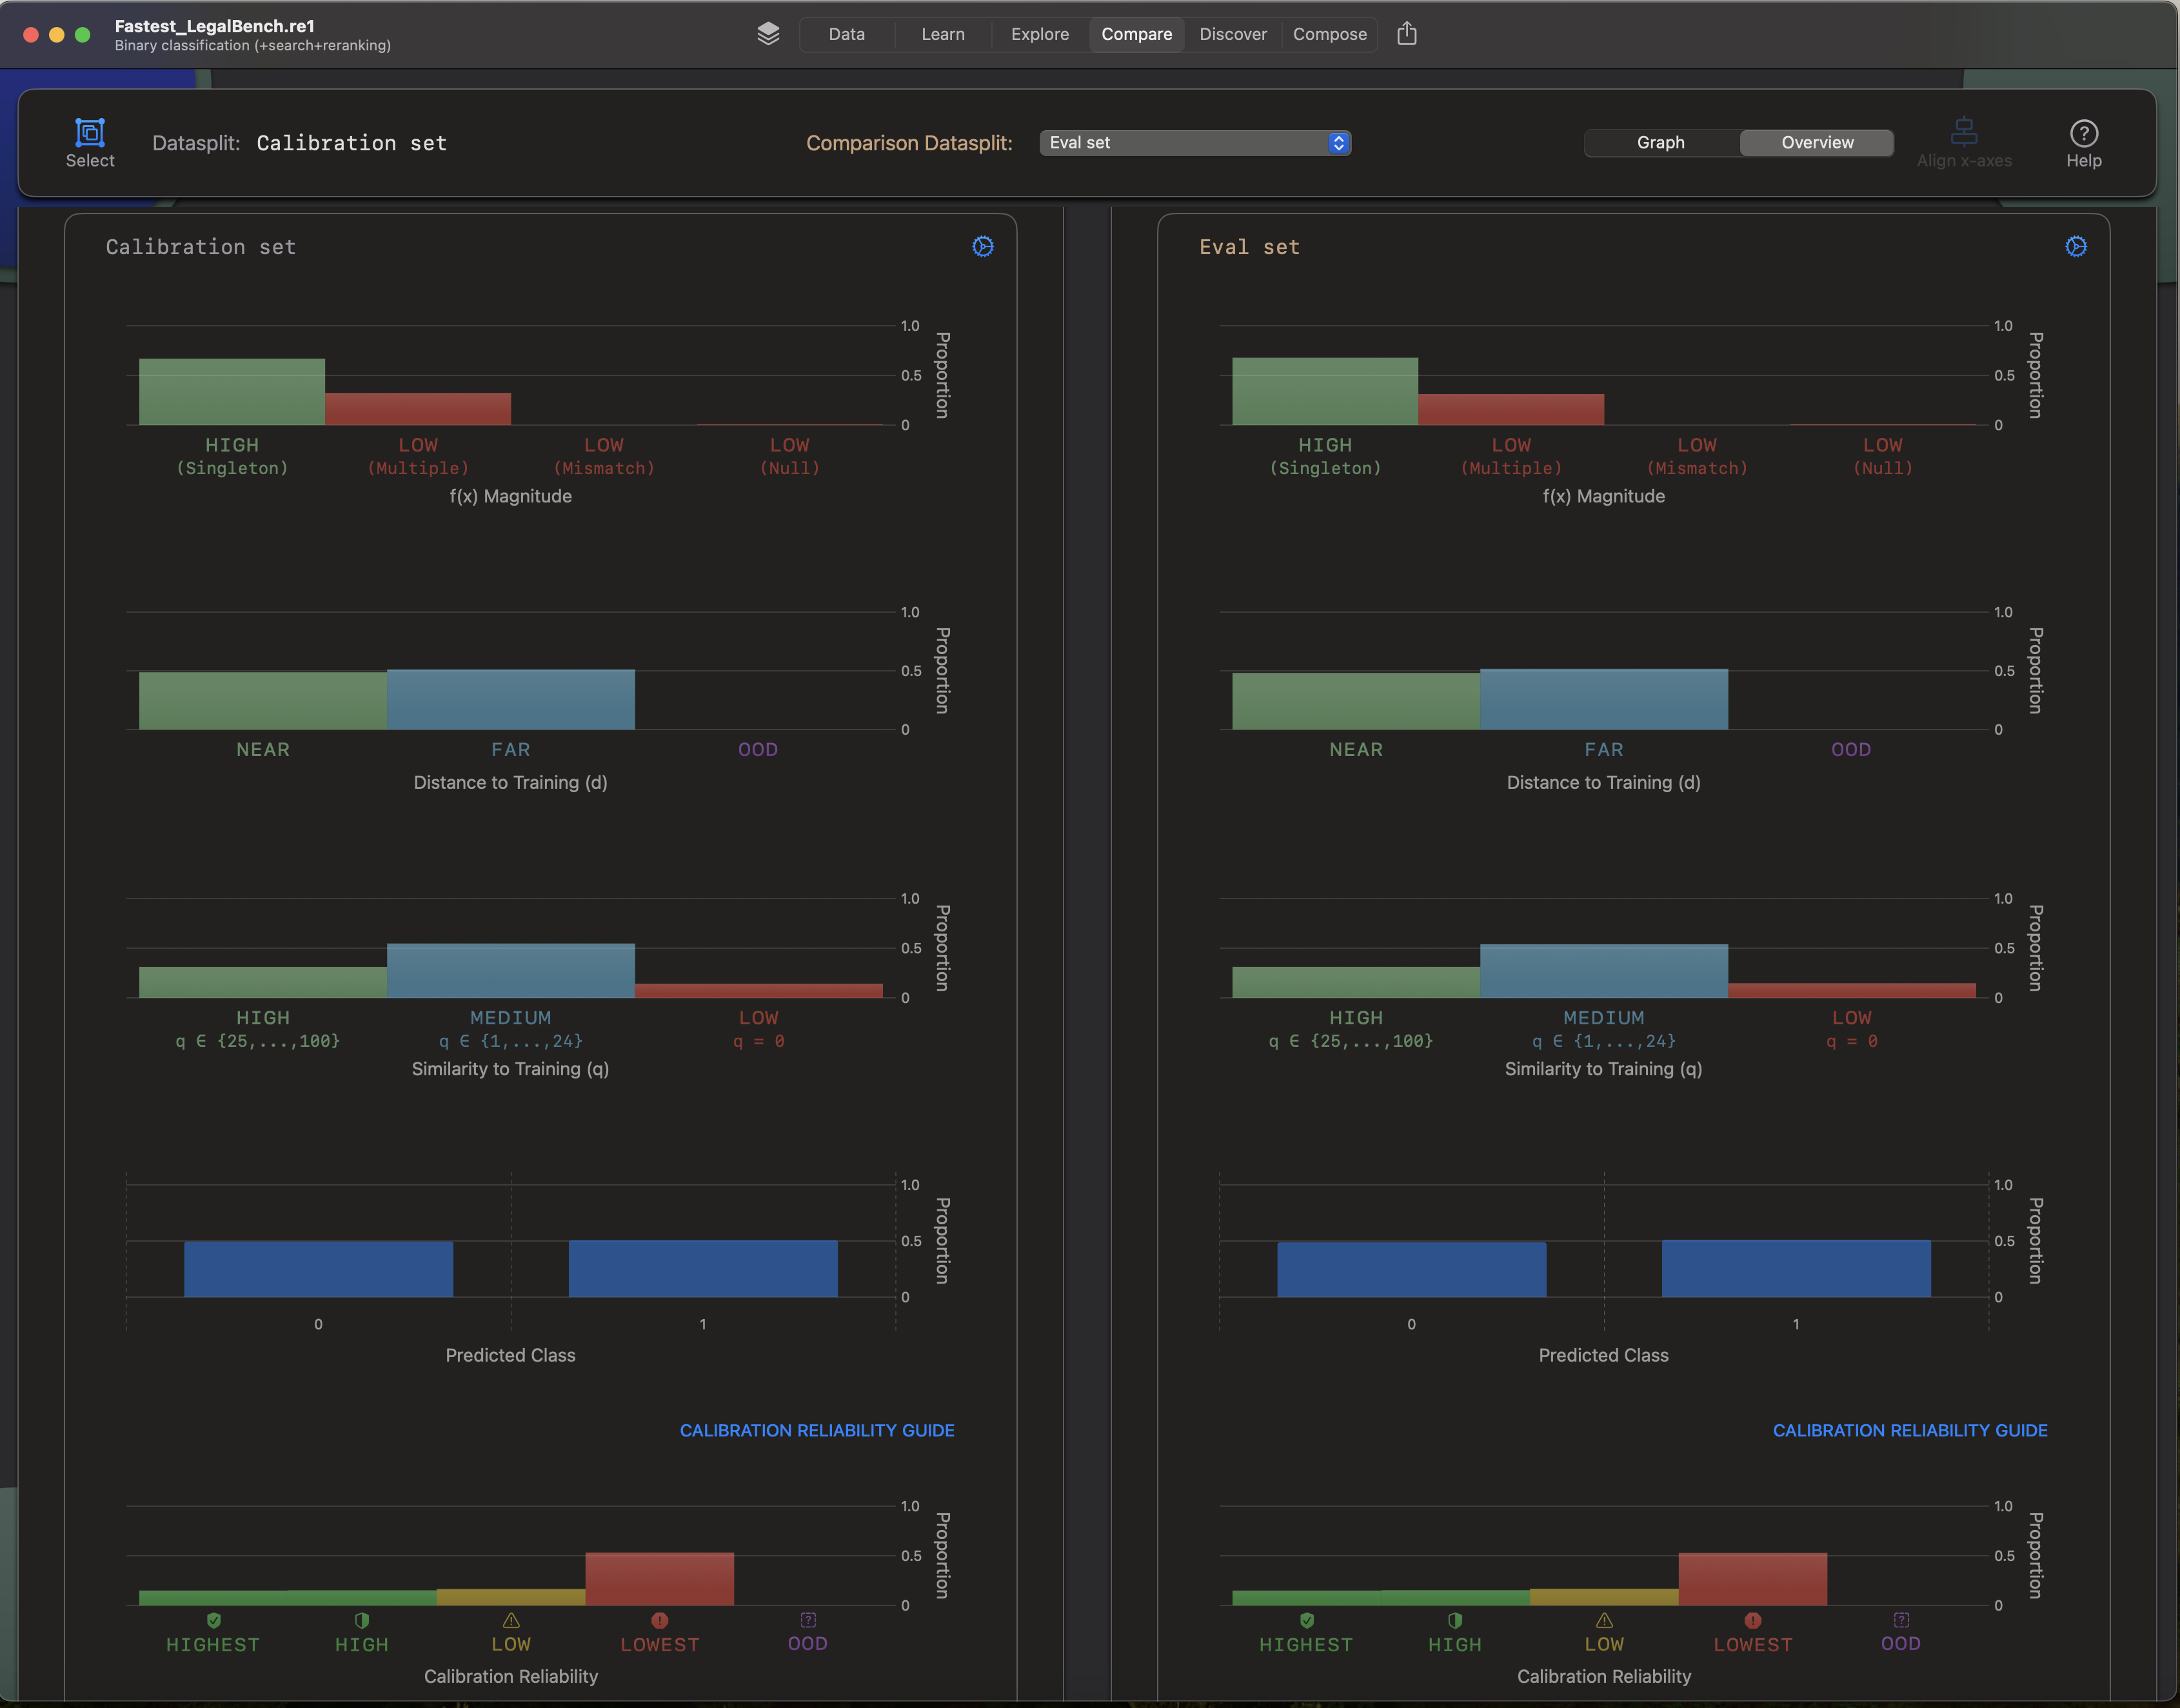 Fastest_LegalBench.re1
Binary classification (+search+reranking)
Data Learn Explore Compare Discover Compose
Select
Datasplit: Calibration set
Comparison Datasplit: Eval set
Graph Overview
Align x-axes
Help
Calibration set
1.0
0.5
0
Proportion
HIGH LOW LOW LOW
(Singleton) (Multiple) (Mismatch) (Null)
f(x) Magnitude
1.0
0.5
0
Proportion
NEAR FAR OOD
Distance to Training (d)
1.0
0.5
0
Proportion
HIGH MEDIUM LOW
q ∈ {25,...,100} q ∈ {1,...,24} q = 0
Similarity to Training (q)
1.0
0.5
0
Proportion
0 1
Predicted Class
CALIBRATION RELIABILITY GUIDE
1.0
0.5
0
Proportion
HIGHEST HIGH LOW LOWEST OOD
Calibration Reliability
Eval set
1.0
0.5
0
Proportion
HIGH LOW LOW LOW
(Singleton) (Multiple) (Mismatch) (Null)
f(x) Magnitude
1.0
0.5
0
Proportion
NEAR FAR OOD
Distance to Training (d)
1.0
0.5
0
Proportion
HIGH MEDIUM LOW
q ∈ {25,...,100} q ∈ {1,...,24} q = 0
Similarity to Training (q)
1.0
0.5
0
Proportion
0 1
Predicted Class
CALIBRATION RELIABILITY GUIDE
1.0
0.5
0
Proportion
HIGHEST HIGH LOW LOWEST OOD
Calibration Reliability